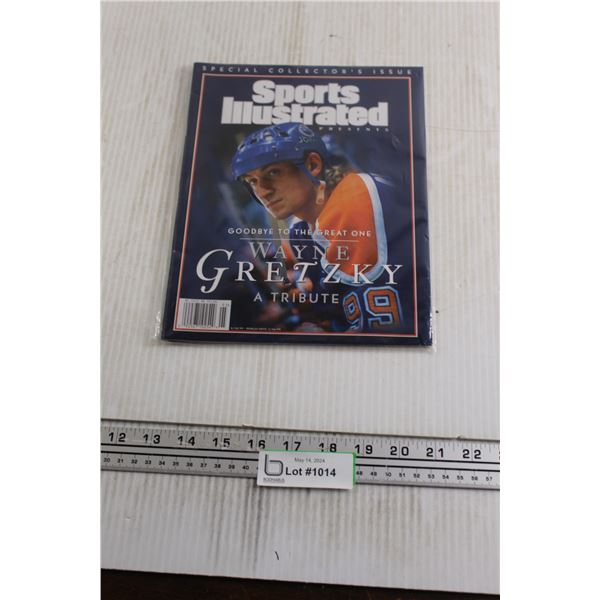 SPECIAL COLLECTOR'S ISSUE
Sports
Illustrated
PRESENTS
GOODBYE TO THE GREAT ONE
WAYNE
GRETZKY
A TRIBUTE
99
12 13 14 15 16 17 18 19 20 21 22
May 14, 2024
Lot #1014